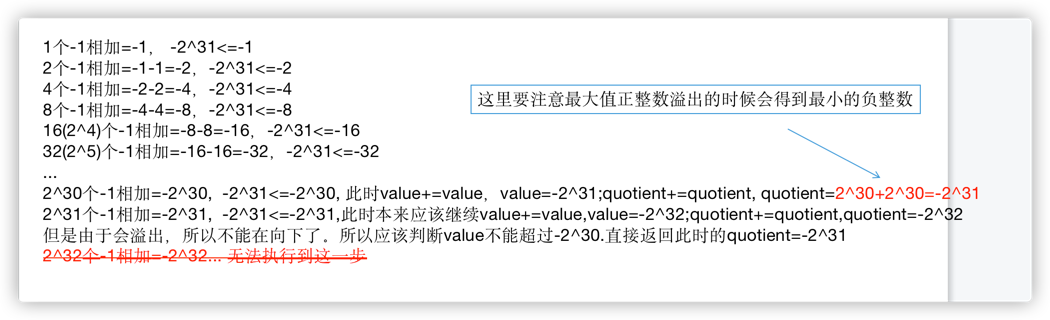 1个-1相加=-1， -2^31<=-1
2个-1相加=-1-1=-2，-2^31<=-2
4个-1相加=-2-2=-4，-2^31<=-4
8个-1相加=-4-4=-8，-2^31<=-8
这里要注意最大值正整数溢出的时候会得到最小的负整数
16(2^4)个-1相加=-8-8=-16，-2^31<=-16
32(2^5)个-1相加=-16-16=-32，-2^31<=-32
...
2^30个-1相加=-2^30，-2^31<=-2^30, 此时value+=value，value=-2^31;quotient+=quotient, quotient=2^30+2^30=-2^31
2^31个-1相加=-2^31，-2^31<=-2^31,此时本来应该继续value+=value,value=-2^32;quotient+=quotient,quotient=-2^32
但是由于会溢出，所以不能在向下了。所以应该判断value不能超过-2^30.直接返回此时的quotient=-2^31
2^32个-1相加=-2^32... 无法执行到这一步